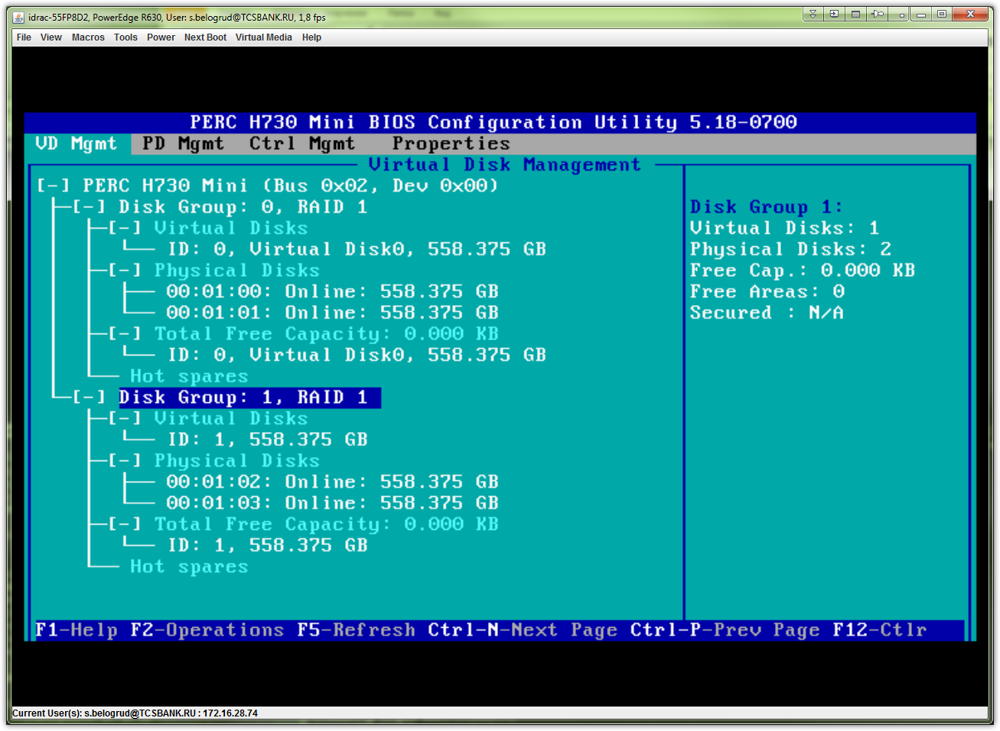 idrac-55FP8D2, PowerEdge R630, User: s.belogrud@TCSBANK.RU, 1,8 fps
File View Macros Tools Power Next Boot Virtual Media Help
PERC H730 Mini BIOS Configuration Utility 5.18-0700
VD Mgmt PD Mgmt Ctrl Mgmt Properties
Virtual Disk Management
[-] PERC H730 Mini (Bus 0x02, Dev 0x00)
[-] Disk Group: 0, RAID 1
[-] Virtual Disks
ID: 0, Virtual Disk0, 558.375 GB
[-] Physical Disks
00:01:00: Online: 558.375 GB
00:01:01: Online: 558.375 GB
[-] Total Free Capacity: 0.000 KB
ID: 0, Virtual Disk0, 558.375 GB
Hot spares
[-] Disk Group: 1, RAID 1
[-] Virtual Disks
ID: 1, 558.375 GB
[-] Physical Disks
00:01:02: Online: 558.375 GB
00:01:03: Online: 558.375 GB
[-] Total Free Capacity: 0.000 KB
ID: 1, 558.375 GB
Hot spares
Disk Group 1:
Virtual Disks: 1
Physical Disks: 2
Free Cap.: 0.000 KB
Free Areas: 0
Secured : N/A
F1-Help F2-Operations F5-Refresh Ctrl-N-Next Page Ctrl-P-Prev Page F12-Ctlr
Current User(s): s.belogrud@TCSBANK.RU : 172.16.28.74